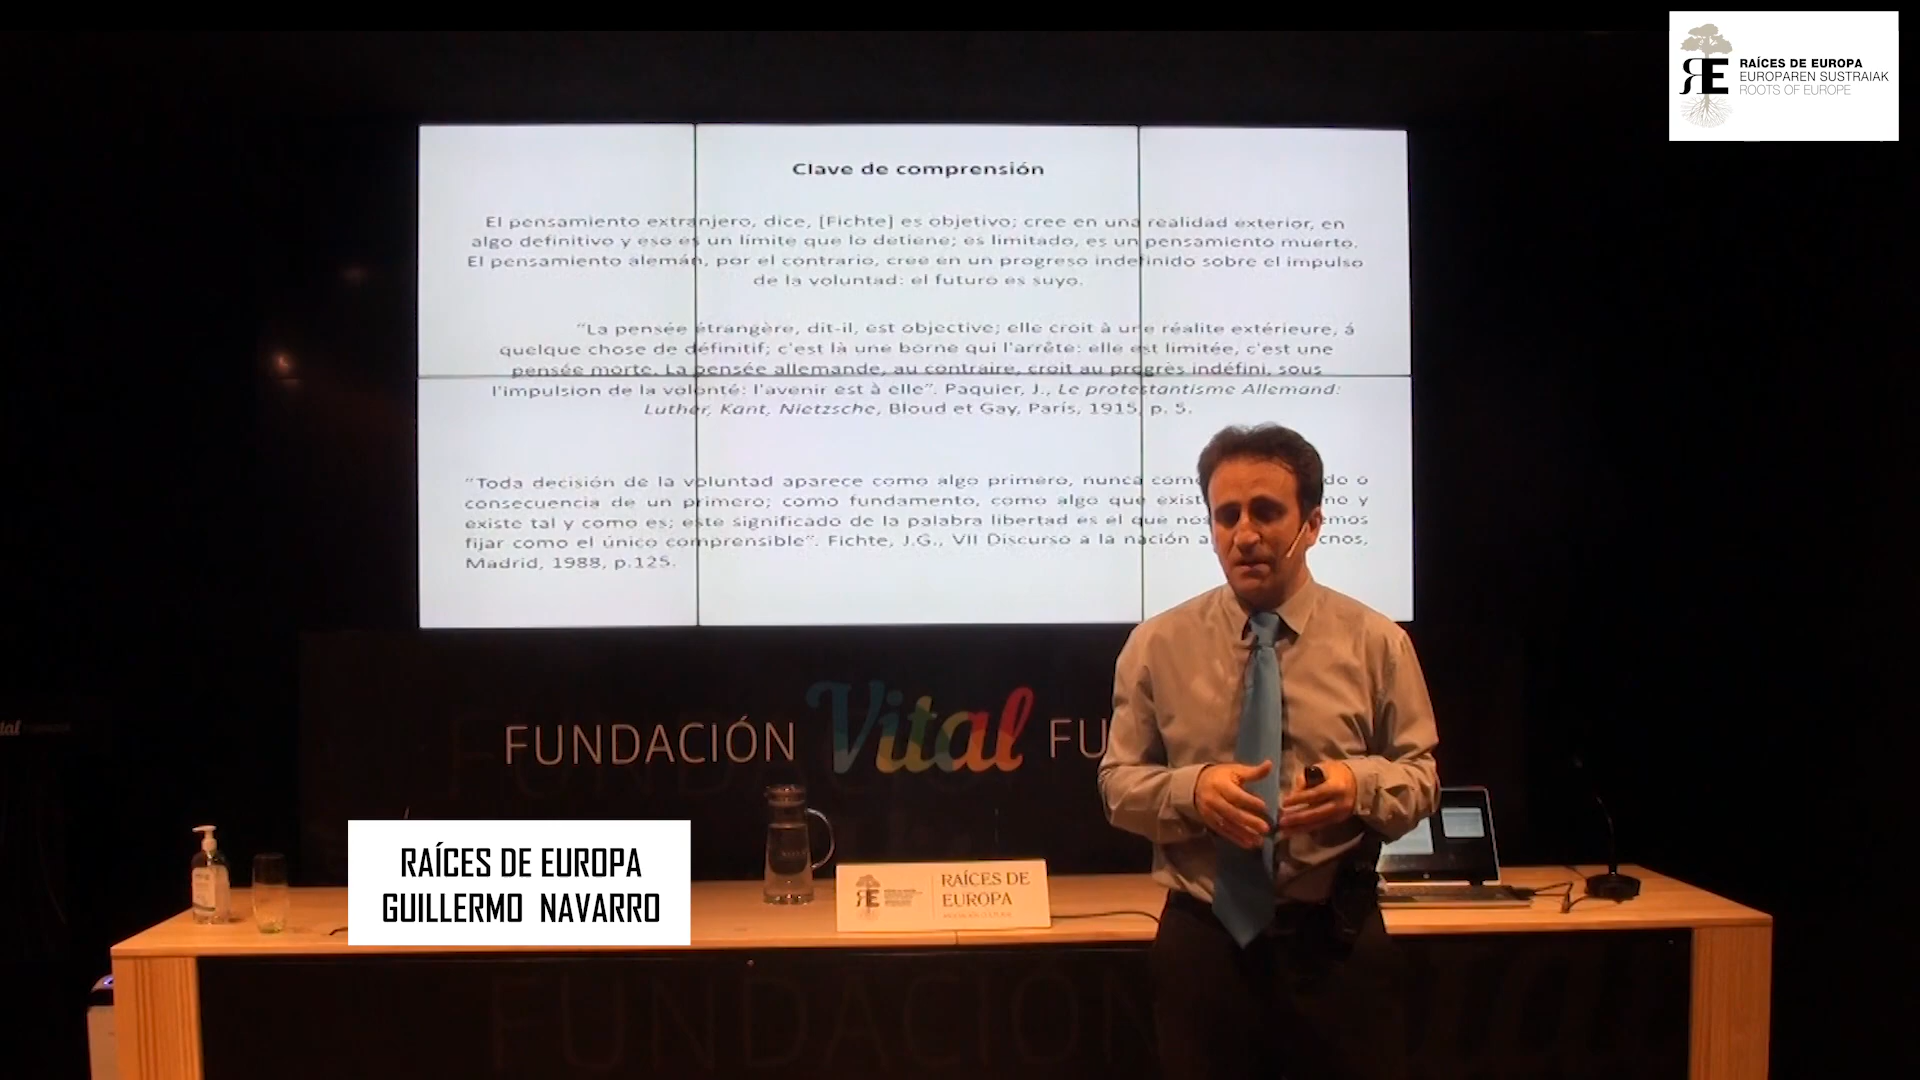 RAÍCES DE EUROPA
EUROPAREN SUSTRAIAK
ROOTS OF EUROPE
RE
Clave de comprensión
El pensamiento extranjero, dice, [Fichte] es objetivo; cree en una realidad exterior, en
algo definitivo y eso es un límite que lo detiene; es limitado, es un pensamiento muerto.
El pensamiento alemán, por el contrario, cree en un progreso indefinido sobre el impulso
de la voluntad: el futuro es suyo.
"La pensée étrangère, dit-il, est objective; elle croit à une réalite extérieure, á
quelque chose de définitif; c'est là une borne qui l'arrête: elle est limitée, c'est une
pensée morte. La pensée allemande, au contraire, croit au progrès indéfini, sous
l'impulsion de la volonté: l'avenir est à elle". Paquier, J., Le protestantisme Allemand:
Luther, Kant, Nietzsche, Bloud et Gay, París, 1915, p. 5.
"Toda decisión de la voluntad aparece como algo primero, nunca com do o
consecuencia de un primero; como fundamento, como algo que exist mo y
existe tal y como es; este significado de la palabra libertad es el que nos emos
fijar como el único comprensible". Fichte, J.G., VII Discurso a la nación a cnos,
Madrid, 1988, p.125.
FUNDACIÓN Vital FU
RAÍCES DE EUROPA
GUILLERMO NAVARRO
RE
RAÍCES DE
EUROPA
FUNDACIÓN